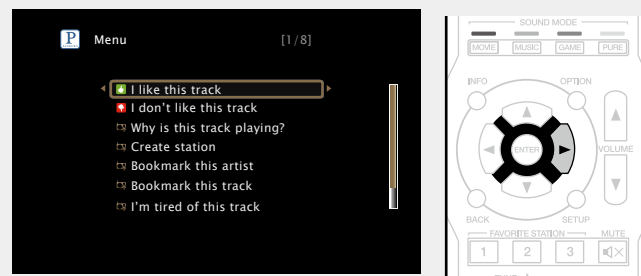 P
Menu [1/8]
I like this track
I don't like this track
Why is this track playing?
Create station
Bookmark this artist
Bookmark this track
I'm tired of this track
SOUND MODE
MOVIE MUSIC GAME PURE
INFO OPTION
ENTER
VOLUME
BACK SETUP
FAVORITE STATION MUTE
1 2 3